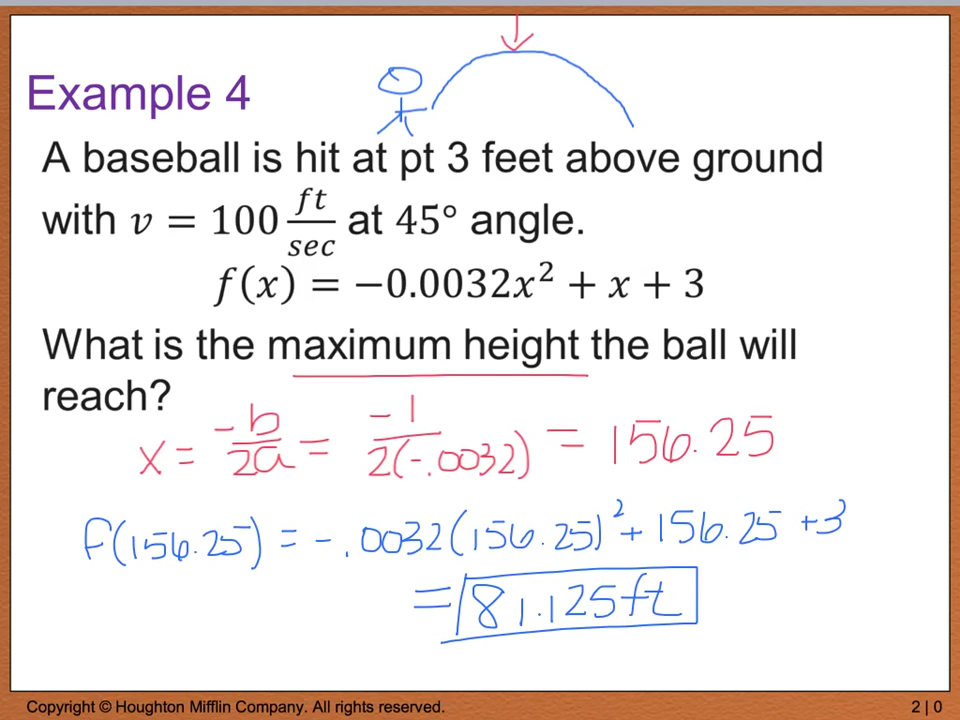 Example 4
A baseball is hit at pt 3 feet above ground
with v = 100 ft/sec at 45° angle.
f(x) = −0.0032x² + x + 3
What is the maximum height the ball will
reach?
x = -b/2a = -1/2(-.0032) = 156.25
f(156.25) = -.0032(156.25)² + 156.25 + 3
= 81.125ft
Copyright © Houghton Mifflin Company. All rights reserved. 2 | 0